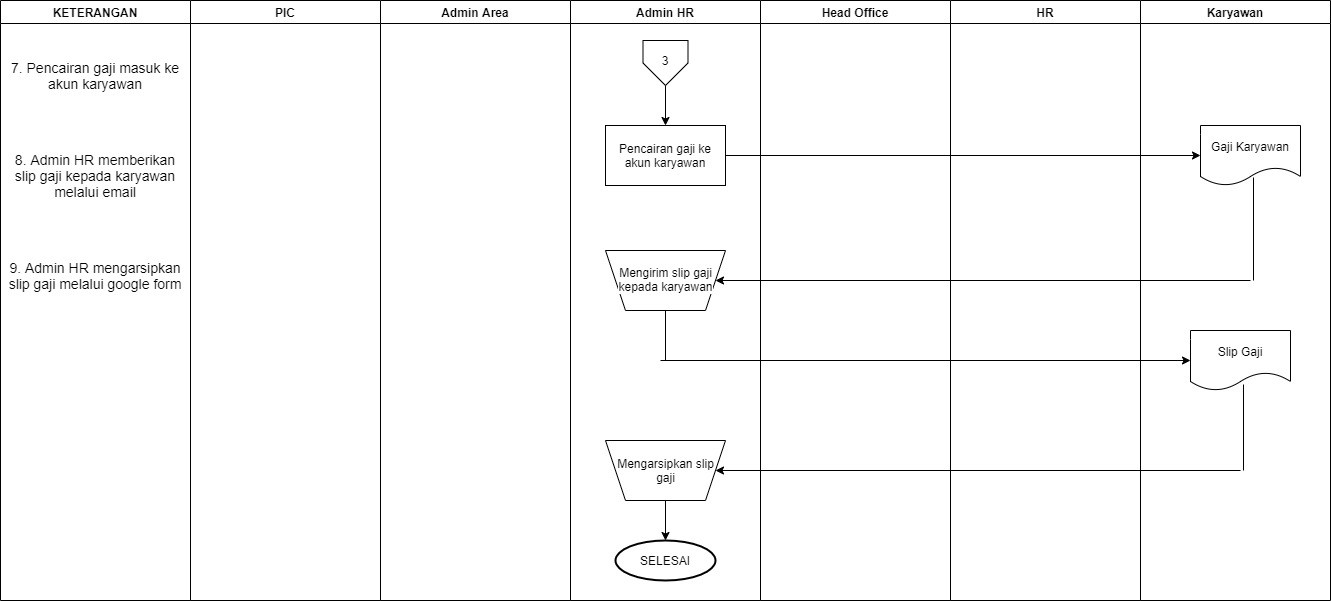 KETERANGAN
PIC
Admin Area
Admin HR
Head Office
HR
Karyawan
7. Pencairan gaji masuk ke
akun karyawan
8. Admin HR memberikan
slip gaji kepada karyawan
melalui email
9. Admin HR mengarsipkan
slip gaji melalui google form
3
Pencairan gaji ke
akun karyawan
Gaji Karyawan
Mengirim slip gaji
kepada karyawan
Slip Gaji
Mengarsipkan slip
gaji
SELESAI